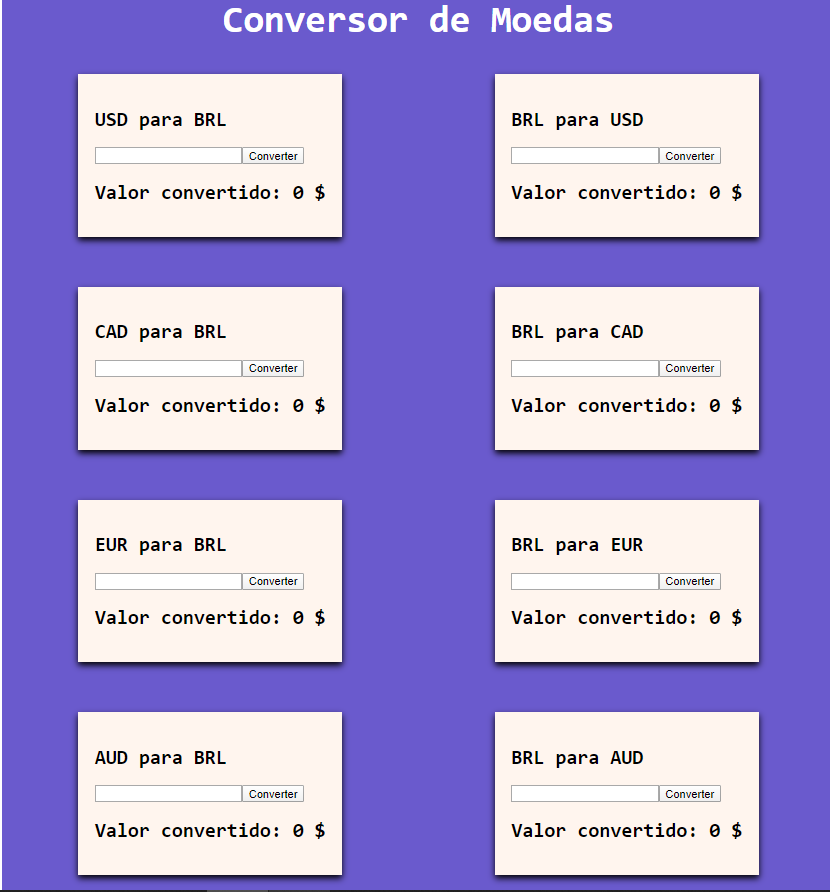 Conversor de Moedas
USD para BRL
Converter
Valor convertido: 0 $
BRL para USD
Converter
Valor convertido: 0 $
CAD para BRL
Converter
Valor convertido: 0 $
BRL para CAD
Converter
Valor convertido: 0 $
EUR para BRL
Converter
Valor convertido: 0 $
BRL para EUR
Converter
Valor convertido: 0 $
AUD para BRL
Converter
Valor convertido: 0 $
BRL para AUD
Converter
Valor convertido: 0 $